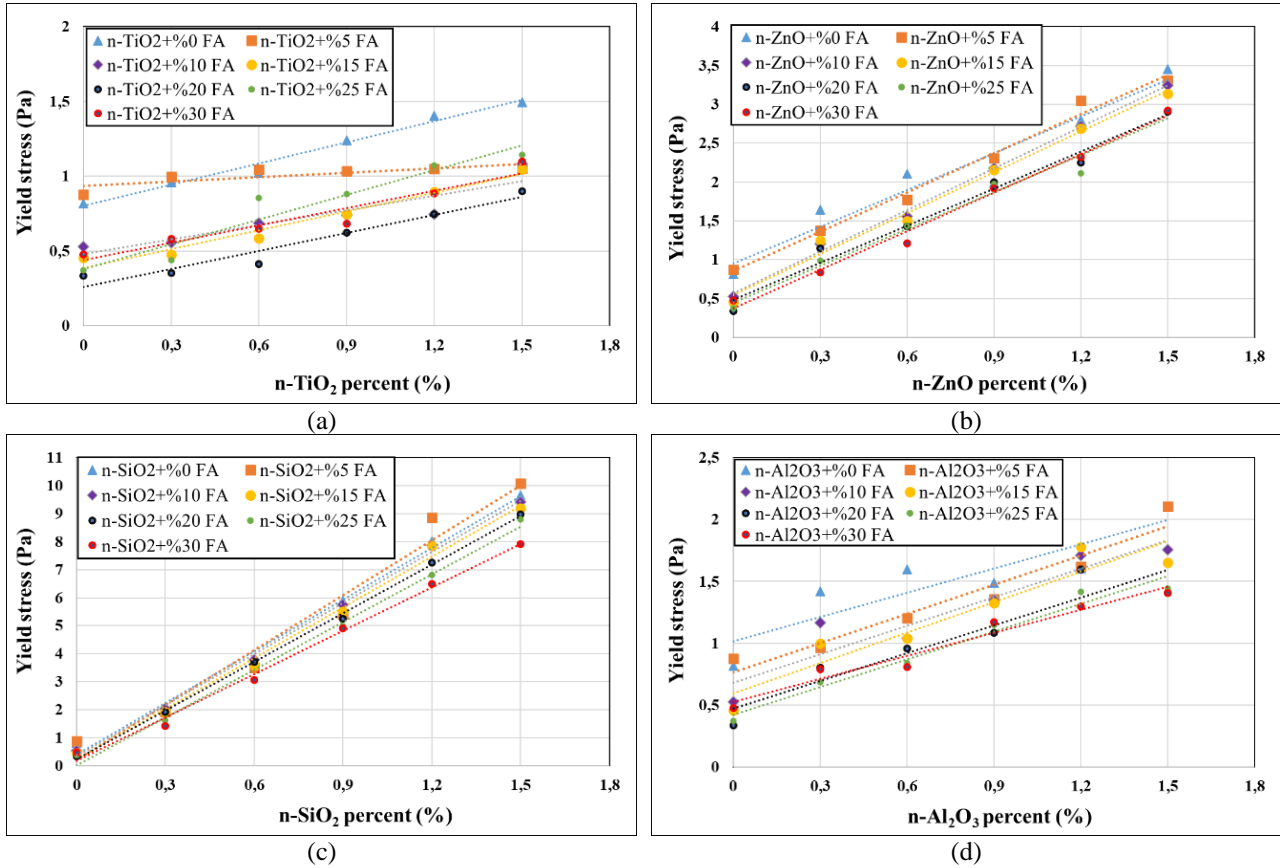 2
1,5
1
0,5
0
0
0,3
0,6
0,9
1,2
1,5
1,8
Yield stress (Pa)
n-TiO2+%0 FA
n-TiO2+%5 FA
n-TiO2+%10 FA
n-TiO2+%15 FA
n-TiO2+%20 FA
n-TiO2+%25 FA
n-TiO2+%30 FA
n-TiO₂ percent (%)
(a)
4
3,5
3
2,5
2
1,5
1
0,5
0
0
0,3
0,6
0,9
1,2
1,5
1,8
Yield stress (Pa)
n-ZnO+%0 FA
n-ZnO+%5 FA
n-ZnO+%10 FA
n-ZnO+%15 FA
n-ZnO+%20 FA
n-ZnO+%25 FA
n-ZnO+%30 FA
n-ZnO percent (%)
(b)
11
10
9
8
7
6
5
4
3
2
1
0
0
0,3
0,6
0,9
1,2
1,5
1,8
Yield stress (Pa)
n-SiO2+%0 FA
n-SiO2+%5 FA
n-SiO2+%10 FA
n-SiO2+%15 FA
n-SiO2+%20 FA
n-SiO2+%25 FA
n-SiO2+%30 FA
n-SiO₂ percent (%)
(c)
2,5
2
1,5
1
0,5
0
0
0,3
0,6
0,9
1,2
1,5
1,8
Yield stress (Pa)
n-Al2O3+%0 FA
n-Al2O3+%5 FA
n-Al2O3+%10 FA
n-Al2O3+%15 FA
n-Al2O3+%20 FA
n-Al2O3+%25 FA
n-Al2O3+%30 FA
n-Al₂O₃ percent (%)
(d)